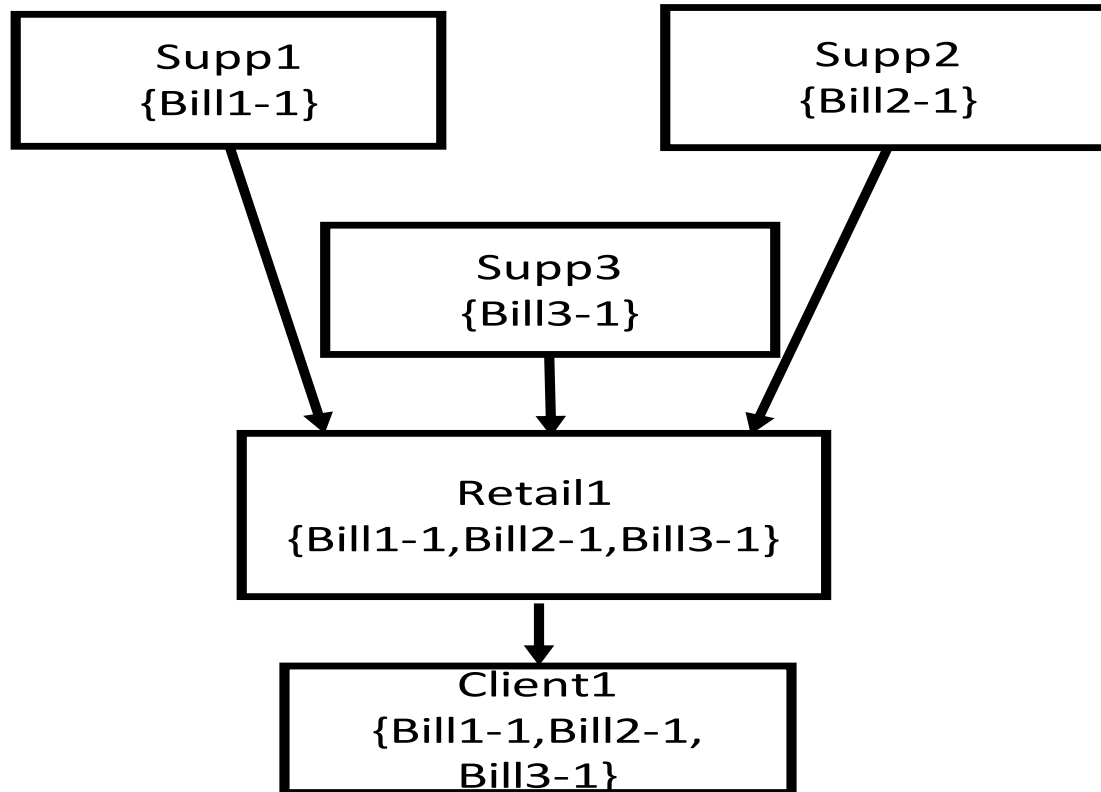 Supp1
{Bill1-1}
Supp2
{Bill2-1}
Supp3
{Bill3-1}
Retail1
{Bill1-1,Bill2-1,Bill3-1}
Client1
{Bill1-1,Bill2-1,
Bill3-1}